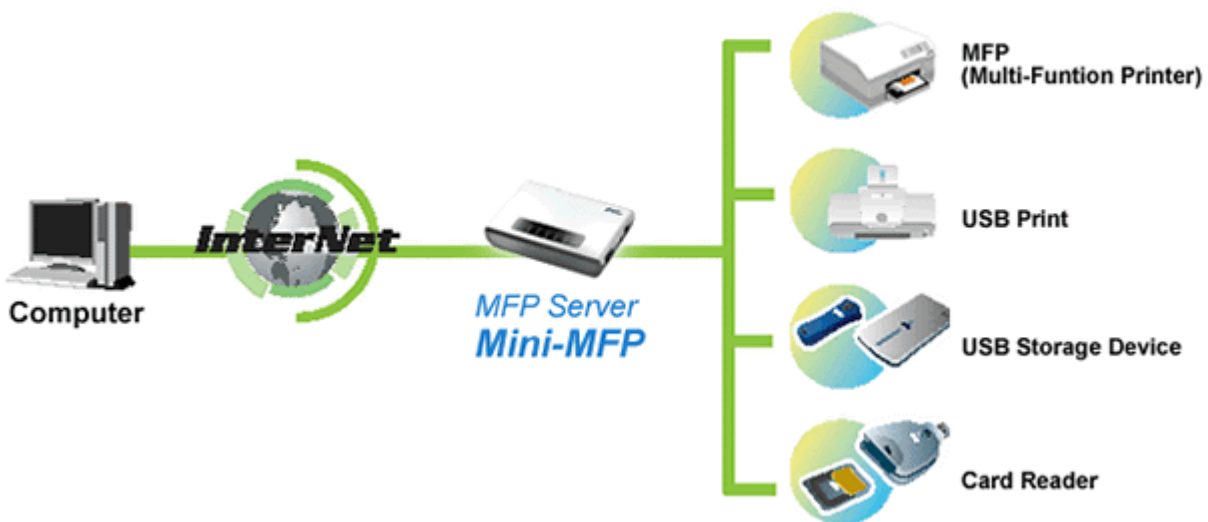 MFP
(Multi-Funtion Printer)
InterNet
USB Print
Computer
MFP Server
Mini-MFP
USB Storage Device
Card Reader